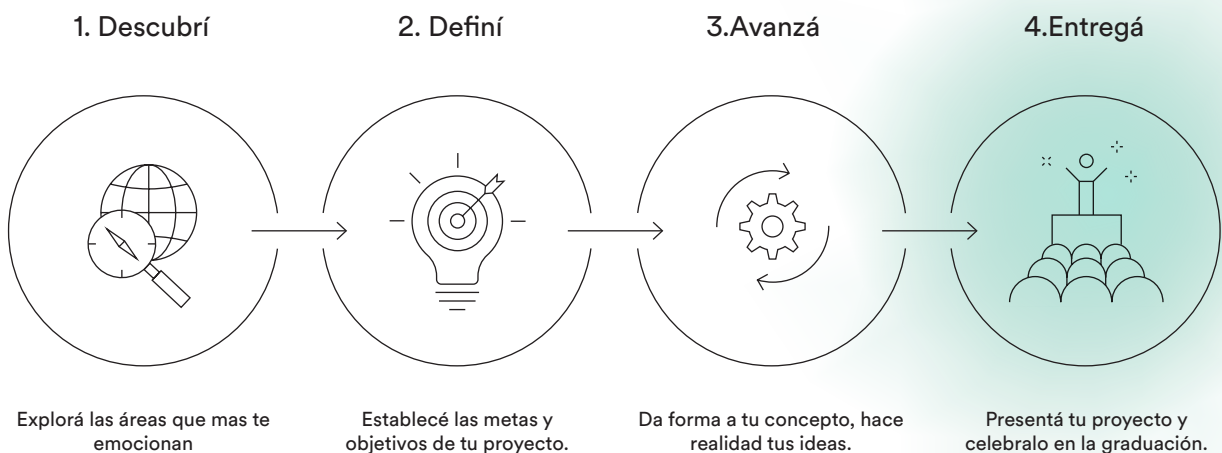 1. Descubrí
2. Definí
3.Avanzá
4.Entregá
Explorá las áreas que mas te
emocionan
Establecé las metas y
objetivos de tu proyecto.
Da forma a tu concepto, hace
realidad tus ideas.
Presentá tu proyecto y
celebralo en la graduación.